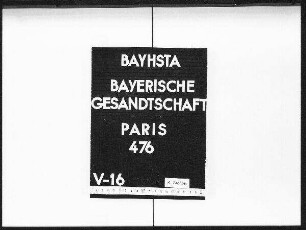 BAYHSTA
BAYERISCHE
GESANDTSCHAFT
PARIS
476
V-16